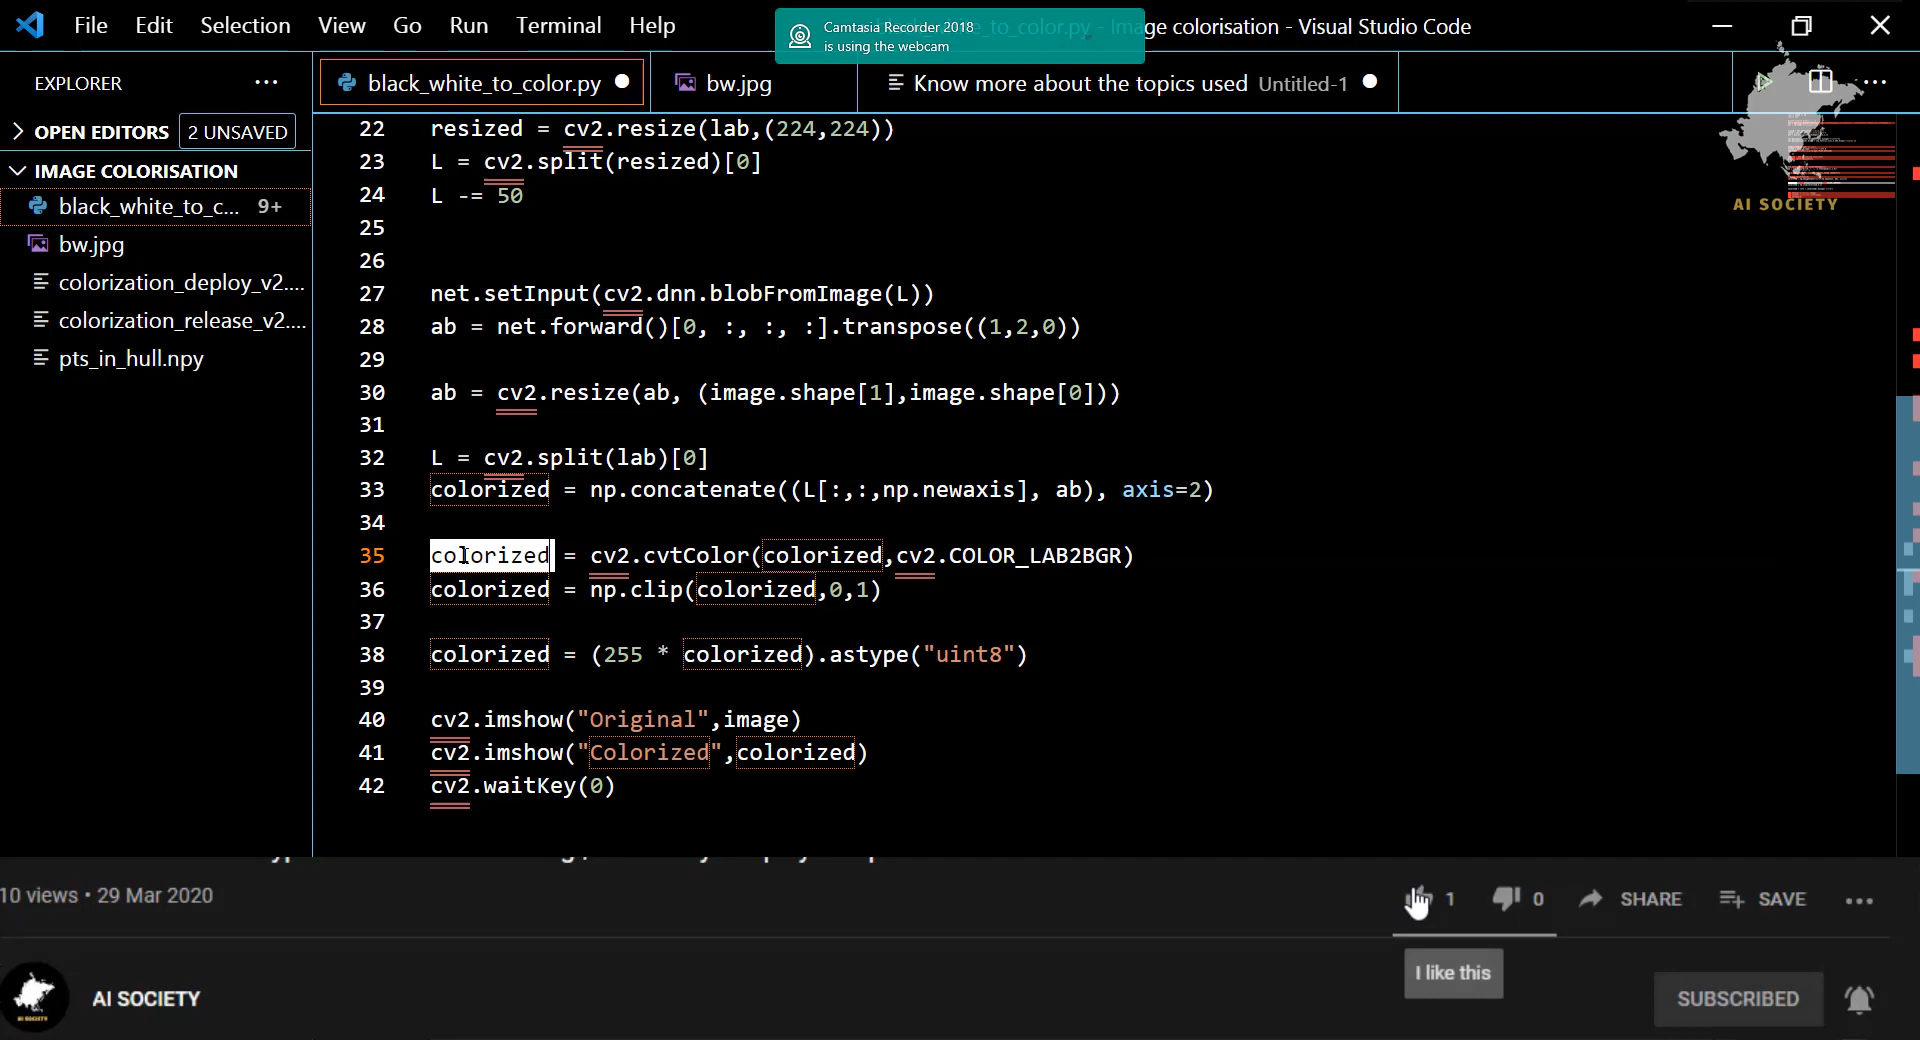 File Edit Selection View Go Run Terminal Help
Camtasia Recorder 2018
is using the webcam
_to_color.py - Image colorisation - Visual Studio Code
EXPLORER
black_white_to_color.py
bw.jpg
Know more about the topics used Untitled-1
OPEN EDITORS 2 UNSAVED
IMAGE COLORISATION
black_white_to_c... 9+
bw.jpg
colorization_deploy_v2....
colorization_release_v2....
pts_in_hull.npy
AI SOCIETY
22 resized = cv2.resize(lab,(224,224))
23 L = cv2.split(resized)[0]
24 L -= 50
25
26
27 net.setInput(cv2.dnn.blobFromImage(L))
28 ab = net.forward()[0, :, :, :].transpose((1,2,0))
29
30 ab = cv2.resize(ab, (image.shape[1],image.shape[0]))
31
32 L = cv2.split(lab)[0]
33 colorized = np.concatenate((L[:,:,np.newaxis], ab), axis=2)
34
35 colorized = cv2.cvtColor(colorized,cv2.COLOR_LAB2BGR)
36 colorized = np.clip(colorized,0,1)
37
38 colorized = (255 * colorized).astype("uint8")
39
40 cv2.imshow("Original",image)
41 cv2.imshow("Colorized",colorized)
42 cv2.waitKey(0)
10 views • 29 Mar 2020
1 0 SHARE SAVE
I like this
AI SOCIETY
SUBSCRIBED